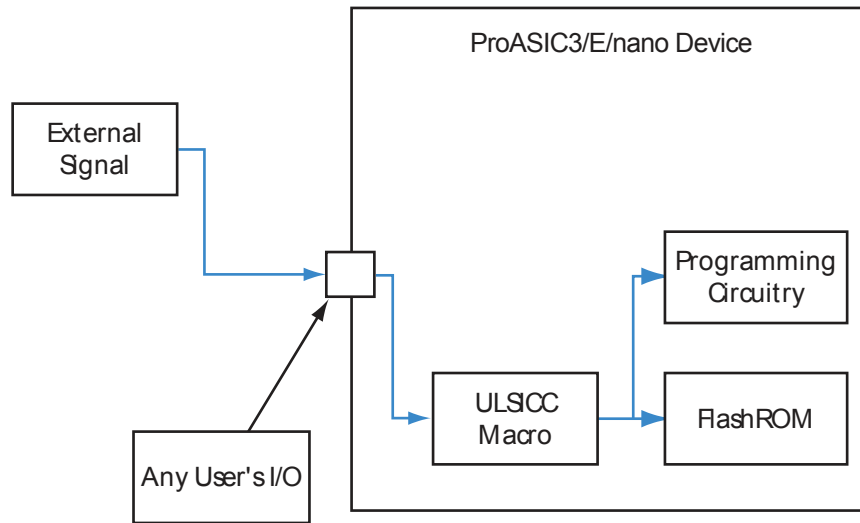 ProASIC3/E/nano Device
External
Signal
Programming
Circuitry
ULSICC
Macro
FlashROM
Any User's I/O